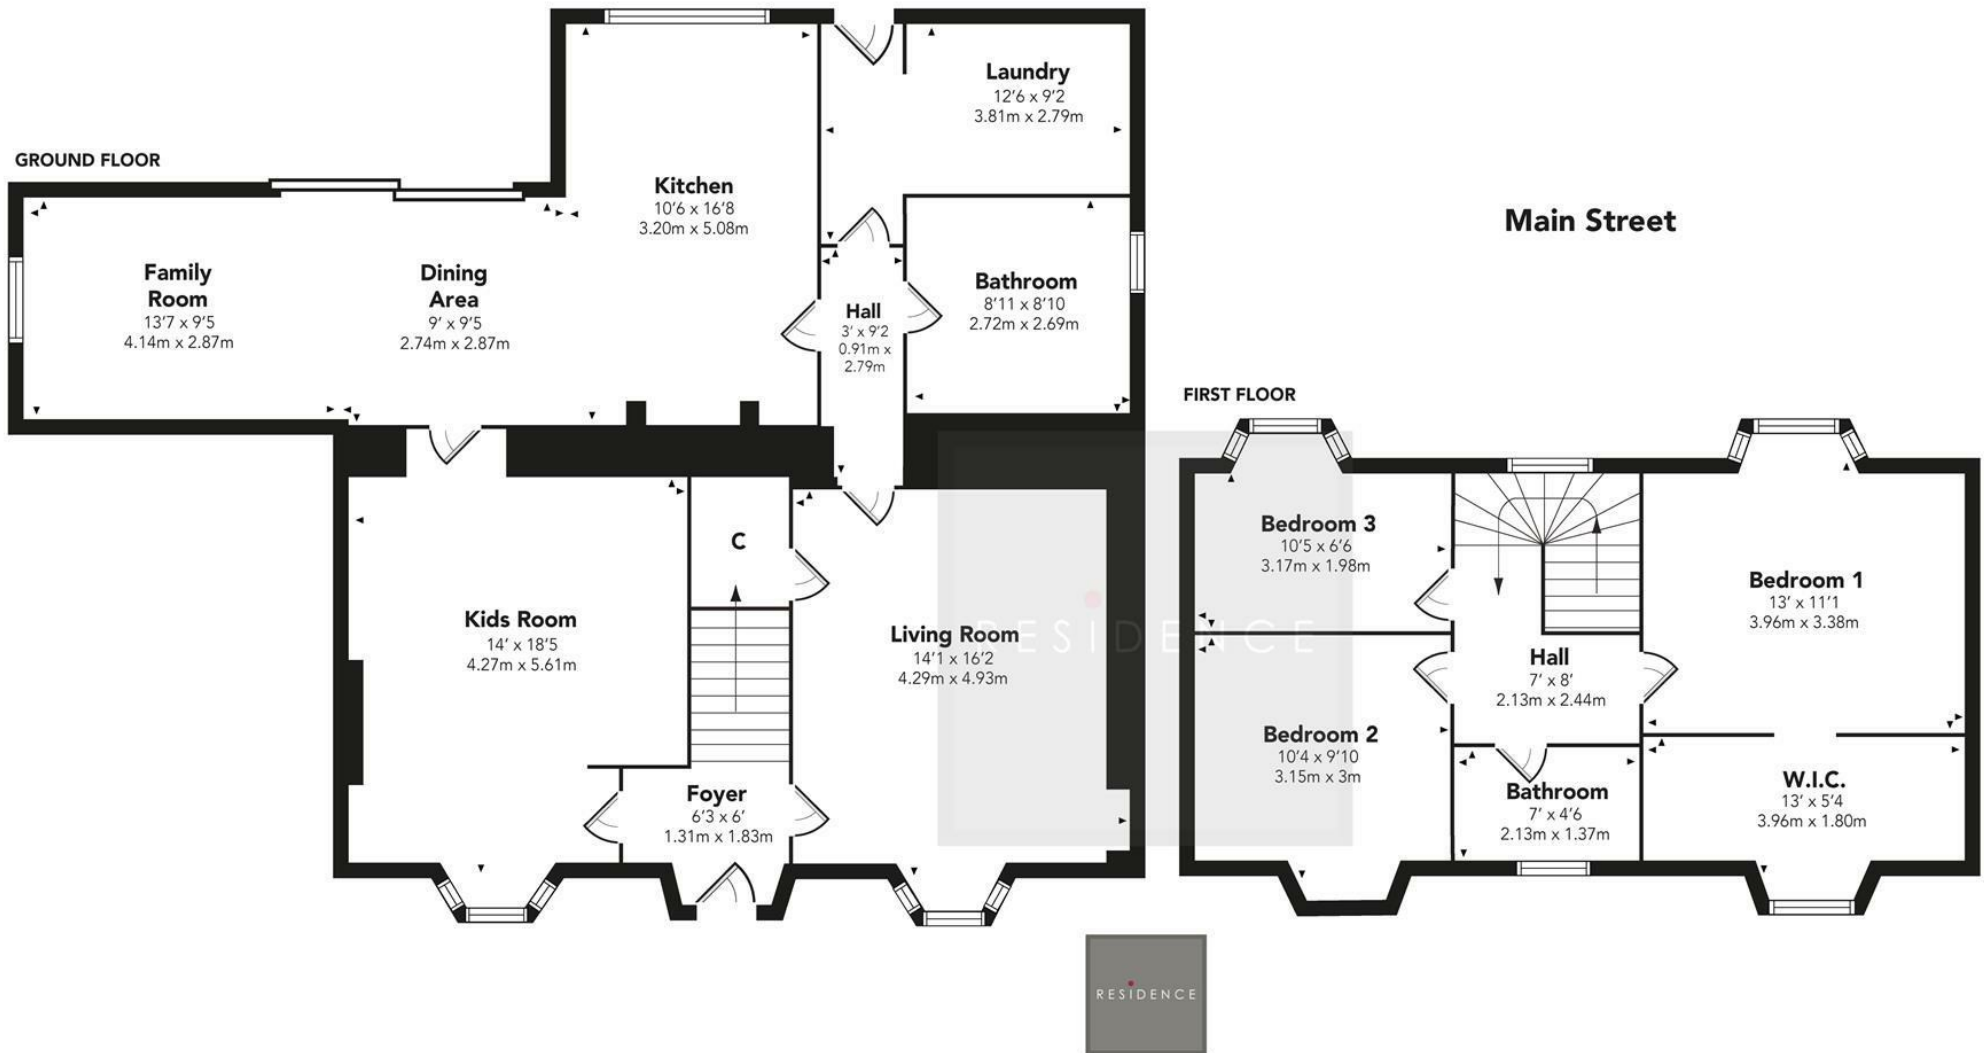 Laundry
12'6 x 9'2
3.81m x 2.79m
GROUND FLOOR
Kitchen
10'6 x 16'8
3.20m x 5.08m
Main Street
Family
Room
13'7 x 9'5
4.14m x 2.87m
Dining
Area
9' x 9'5
2.74m x 2.87m
Hall
3' x 9'2
0.91m x
2.79m
Bathroom
8'11 x 8'10
2.72m x 2.69m
FIRST FLOOR
C
Kids Room
14' x 18'5
4.27m x 5.61m
Living Room
14'1 x 16'2
4.29m x 4.93m
RESIDENCE
Foyer
6'3 x 6'
1.31m x 1.83m
Bedroom 3
10'5 x 6'6
3.17m x 1.98m
Bedroom 1
13' x 11'1
3.96m x 3.38m
Hall
7' x 8'
2.13m x 2.44m
Bedroom 2
10'4 x 9'10
3.15m x 3m
Bathroom
7' x 4'6
2.13m x 1.37m
W.I.C.
13' x 5'4
3.96m x 1.80m
RESIDENCE